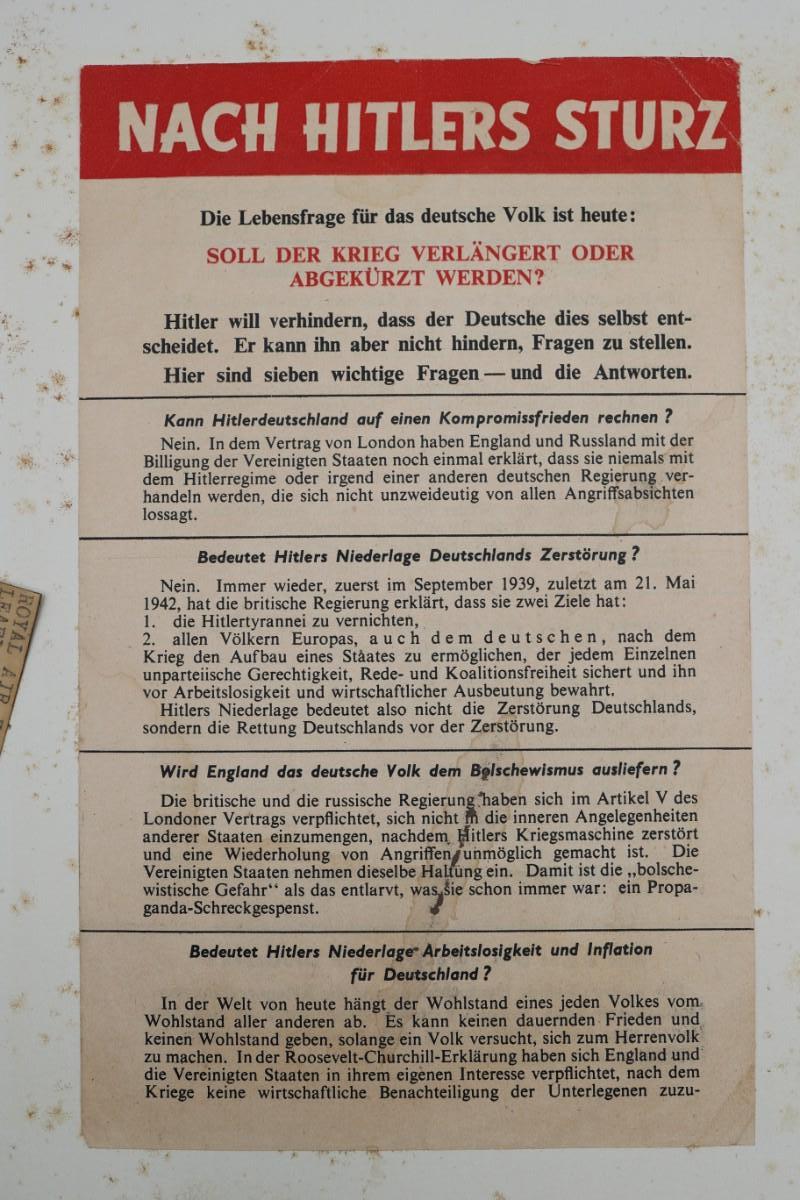 NACH HITLERS STURZ
Die Lebensfrage für das deutsche Volk ist heute:
SOLL DER KRIEG VERLÄNGERT ODER
ABGEKÜRZT WERDEN?
Hitler will verhindern, dass der Deutsche dies selbst ent-
scheidet. Er kann ihn aber nicht hindern, Fragen zu stellen.
Hier sind sieben wichtige Fragen — und die Antworten.
Kann Hitlerdeutschland auf einen Kompromissfrieden rechnen?
Nein. In dem Vertrag von London haben England und Russland mit der
Billigung der Vereinigten Staaten noch einmal erklärt, dass sie niemals mit
dem Hitlerregime oder irgend einer anderen deutschen Regierung ver-
handeln werden, die sich nicht unzweideutig von allen Angriffsabsichten
lossagt.
Bedeutet Hitlers Niederlage Deutschlands Zerstörung?
Nein. Immer wieder, zuerst im September 1939, zuletzt am 21. Mai
1942, hat die britische Regierung erklärt, dass sie zwei Ziele hat:
1. die Hitlertyrannei zu vernichten,
2. allen Völkern Europas, auch dem deutschen, nach dem
Krieg den Aufbau eines Staates zu ermöglichen, der jedem Einzelnen
unparteiische Gerechtigkeit, Rede- und Koalitionsfreiheit sichert und ihn
vor Arbeitslosigkeit und wirtschaftlicher Ausbeutung bewahrt.
Hitlers Niederlage bedeutet also nicht die Zerstörung Deutschlands,
sondern die Rettung Deutschlands vor der Zerstörung.
Wird England das deutsche Volk dem Bolschewismus ausliefern?
Die britische und die russische Regierung haben sich im Artikel V des
Londoner Vertrags verpflichtet, sich nicht in die inneren Angelegenheiten
anderer Staaten einzumengen, nachdem Hitlers Kriegsmaschine zerstört
und eine Wiederholung von Angriffen unmöglich gemacht ist. Die
Vereinigten Staaten nehmen dieselbe Haltung ein. Damit ist die „bolsche-
wistische Gefahr“ als das entlarvt, was sie schon immer war: ein Propa-
ganda-Schreckgespenst.
Bedeutet Hitlers Niederlage Arbeitslosigkeit und Inflation
für Deutschland?
In der Welt von heute hängt der Wohlstand eines jeden Volkes vom
Wohlstand aller anderen ab. Es kann keinen dauernden Frieden und
keinen Wohlstand geben, solange ein Volk versucht, sich zum Herrenvolk
zu machen. In der Roosevelt-Churchill-Erklärung haben sich England und
die Vereinigten Staaten in ihrem eigenen Interesse verpflichtet, nach dem
Kriege keine wirtschaftliche Benachteiligung der Unterlegenen zuzu-
ROYAL AIR